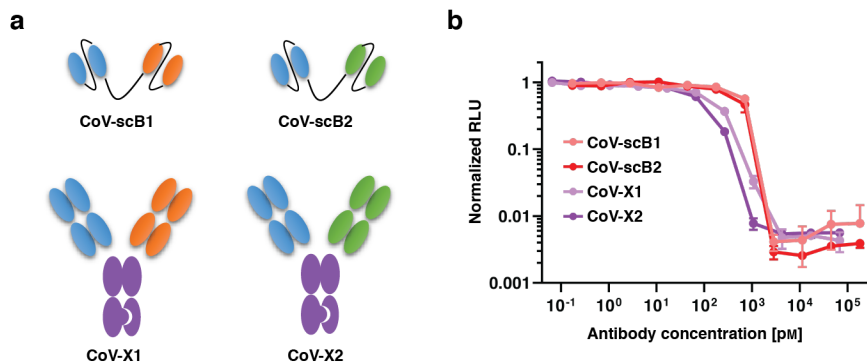 a
CoV-scB1
CoV-scB2
CoV-X1
CoV-X2
b
Normalized RLU
1
0.1
0.01
0.001
CoV-scB1
CoV-scB2
CoV-X1
CoV-X2
10⁻¹ 10⁰ 10¹ 10² 10³ 10⁴ 10⁵
Antibody concentration [pM]